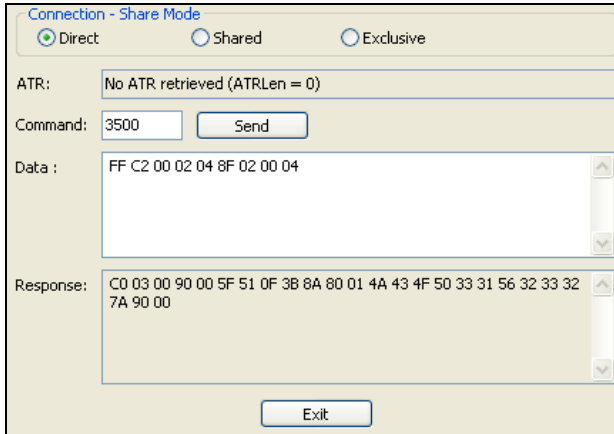 Connection - Share Mode
Direct Shared Exclusive
ATR: No ATR retrieved (ATRLen = 0)
Command: 3500 Send
Data : FF C2 00 02 04 8F 02 00 04
Response: C0 03 00 90 00 5F 51 0F 3B 8A 80 01 4A 43 4F 50 33 31 56 32 33 32
7A 90 00
Exit